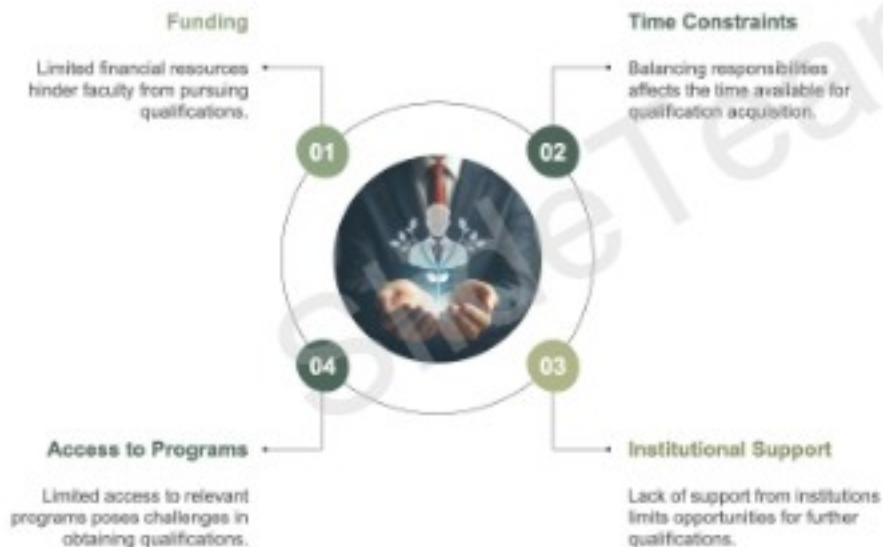 Funding
Limited financial resources
hinder faculty from pursuing
qualifications.
01
Time Constraints
Balancing responsibilities
affects the time available for
qualification acquisition.
02
04
Access to Programs
Limited access to relevant
programs poses challenges in
obtaining qualifications.
03
Institutional Support
Lack of support from institutions
limits opportunities for further
qualifications.
SlideTea